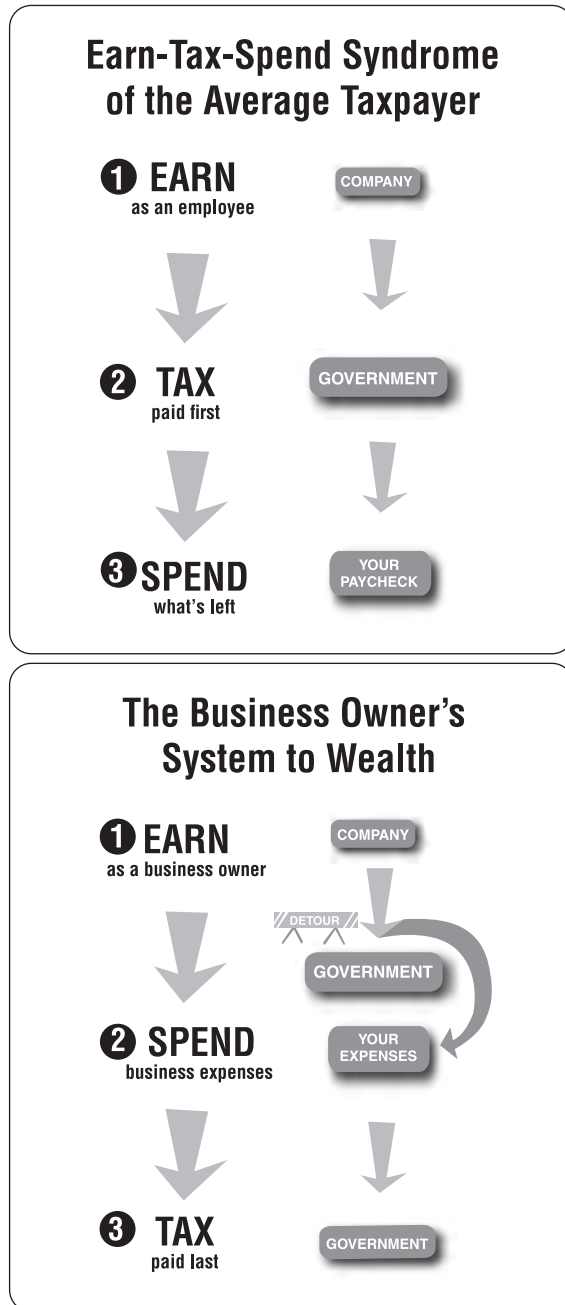 Earn-Tax-Spend Syndrome
of the Average Taxpayer
1 EARN
as an employee
COMPANY
2 TAX
paid first
GOVERNMENT
3 SPEND
what's left
YOUR
PAYCHECK
The Business Owner's
System to Wealth
1 EARN
as a business owner
COMPANY
DETOUR
GOVERNMENT
2 SPEND
business expenses
YOUR
EXPENSES
3 TAX
paid last
GOVERNMENT